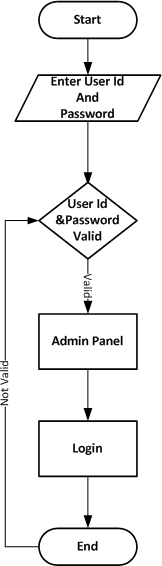 Start
Enter User Id
And
Password
User Id
&Password
Valid
Valid
Admin Panel
Not Valid
Login
End